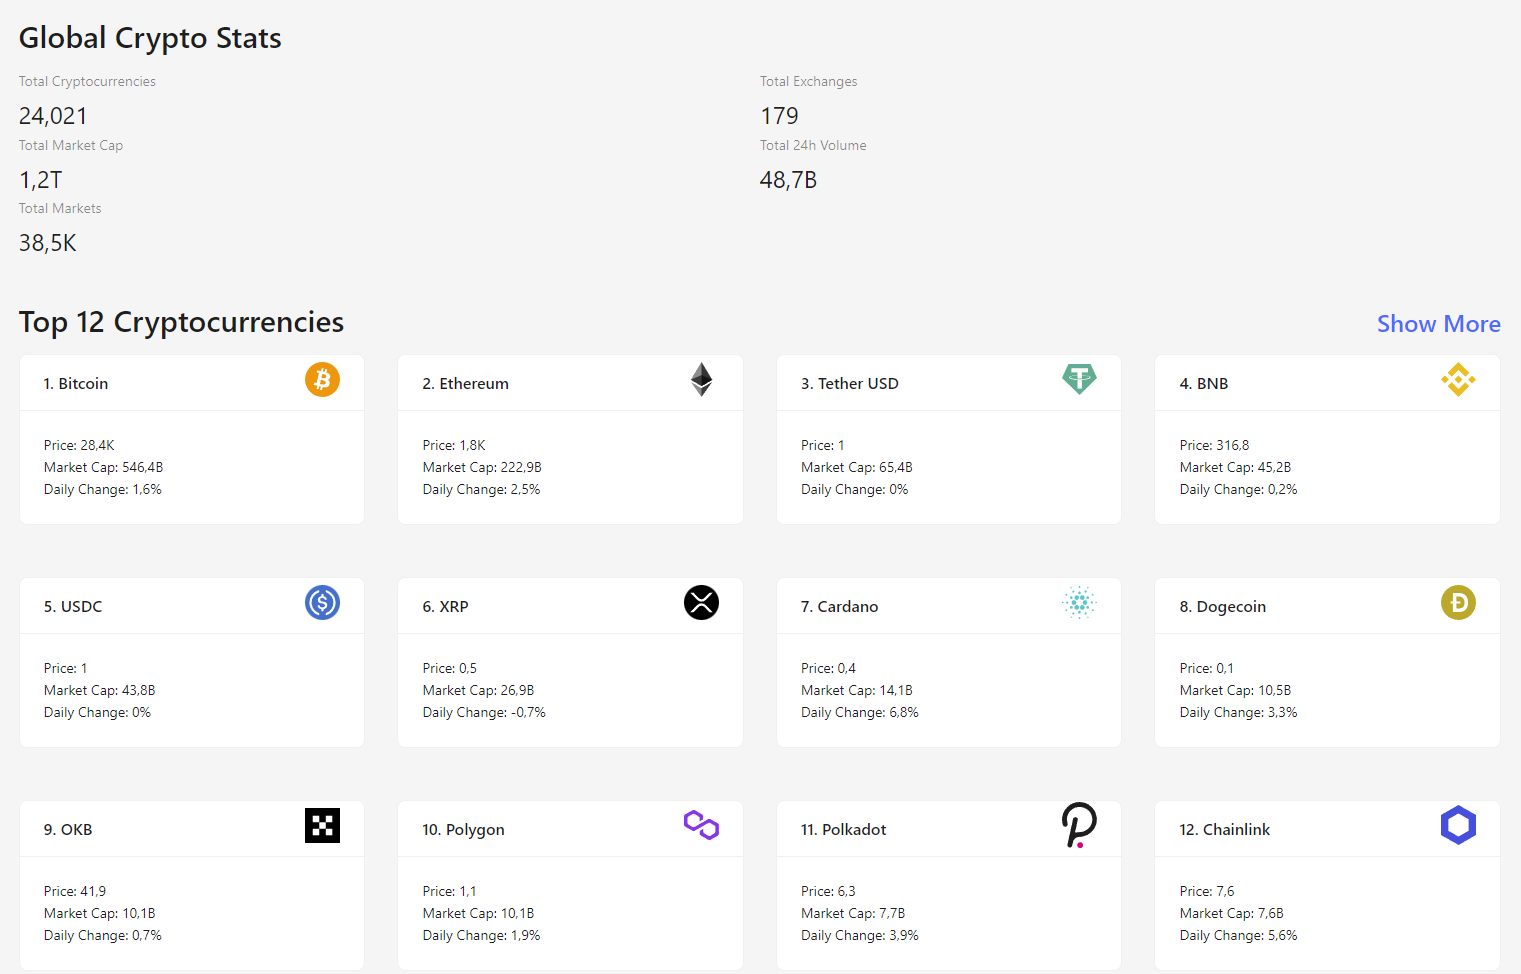 Global Crypto Stats
Total Cryptocurrencies
24,021
Total Exchanges
179
Total Market Cap
1,2T
Total 24h Volume
48,7B
Total Markets
38,5K
Top 12 Cryptocurrencies
Show More
1. Bitcoin
Price: 28,4K
Market Cap: 546,4B
Daily Change: 1,6%
2. Ethereum
Price: 1,8K
Market Cap: 222,9B
Daily Change: 2,5%
3. Tether USD
Price: 1
Market Cap: 65,4B
Daily Change: 0%
4. BNB
Price: 316,8
Market Cap: 45,2B
Daily Change: 0,2%
5. USDC
Price: 1
Market Cap: 43,8B
Daily Change: 0%
6. XRP
Price: 0,5
Market Cap: 26,9B
Daily Change: -0,7%
7. Cardano
Price: 0,4
Market Cap: 14,1B
Daily Change: 6,8%
8. Dogecoin
Price: 0,1
Market Cap: 10,5B
Daily Change: 3,3%
9. OKB
Price: 41,9
Market Cap: 10,1B
Daily Change: 0,7%
10. Polygon
Price: 1,1
Market Cap: 10,1B
Daily Change: 1,9%
11. Polkadot
Price: 6,3
Market Cap: 7,7B
Daily Change: 3,9%
12. Chainlink
Price: 7,6
Market Cap: 7,6B
Daily Change: 5,6%